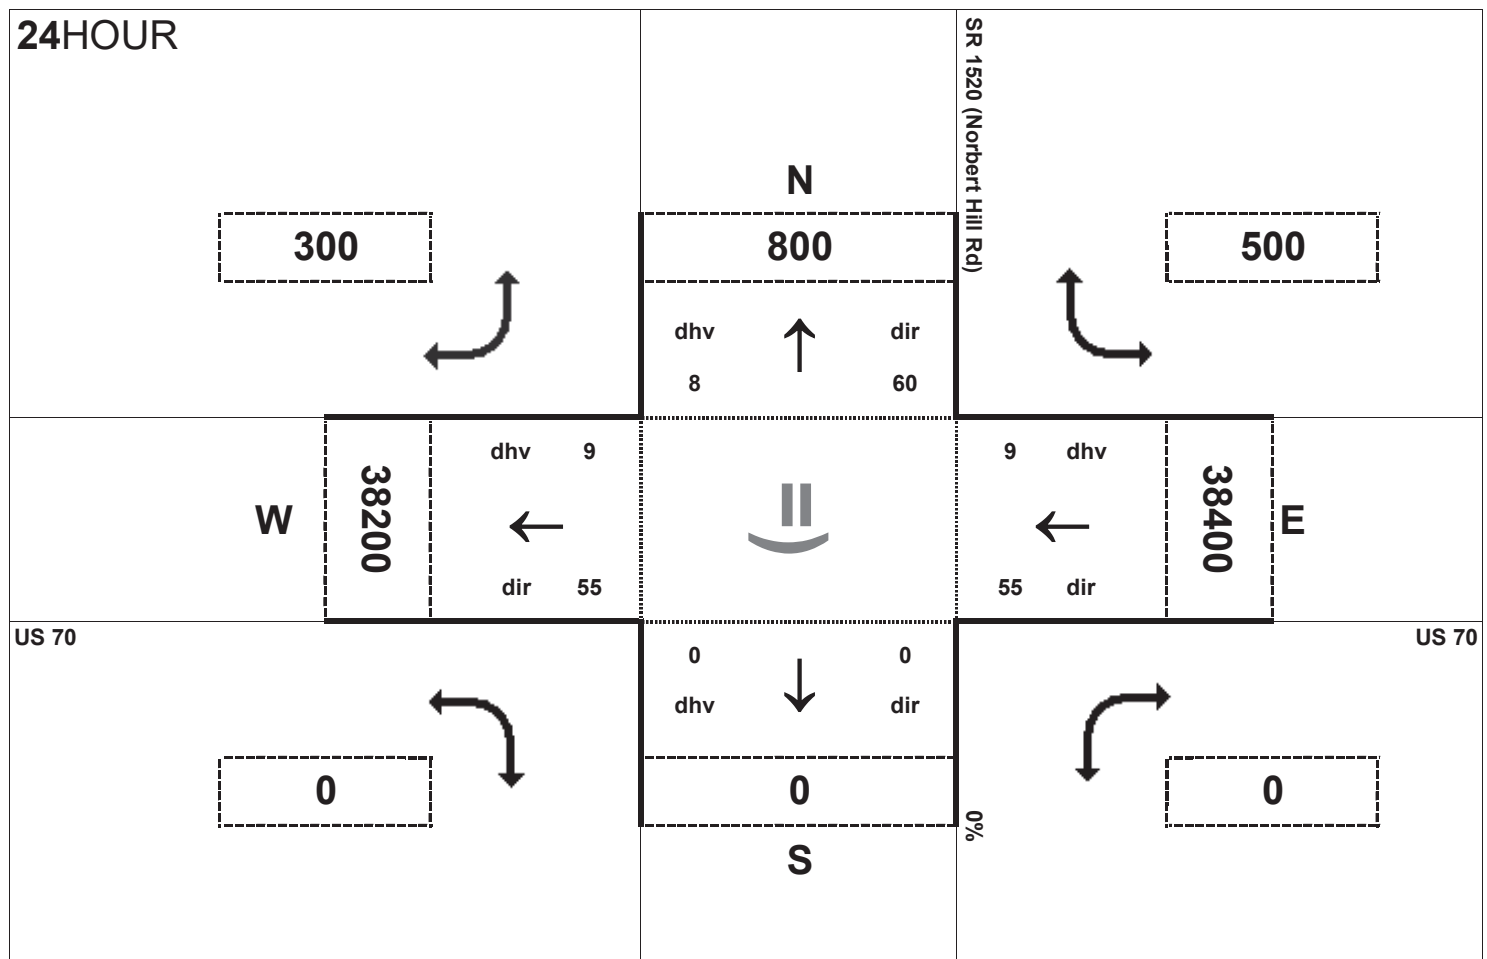 24HOUR
SR 1520 (Norbert Hill Rd)
N
300
800
500
dhv
dir
8
60
dhv 9
9 dhv
W
38200
38400
E
dir 55
55 dir
US 70
US 70
0
0
dhv
dir
0
0
0
0%
S